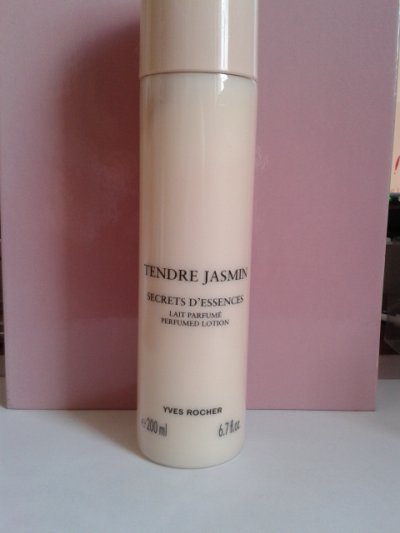 TENDRE JASMIN
SECRETS D'ESSENCES
LAIT PARFUMÉ
PERFUMED LOTION
YVES ROCHER
℮200 ml 6.7 fl.oz.